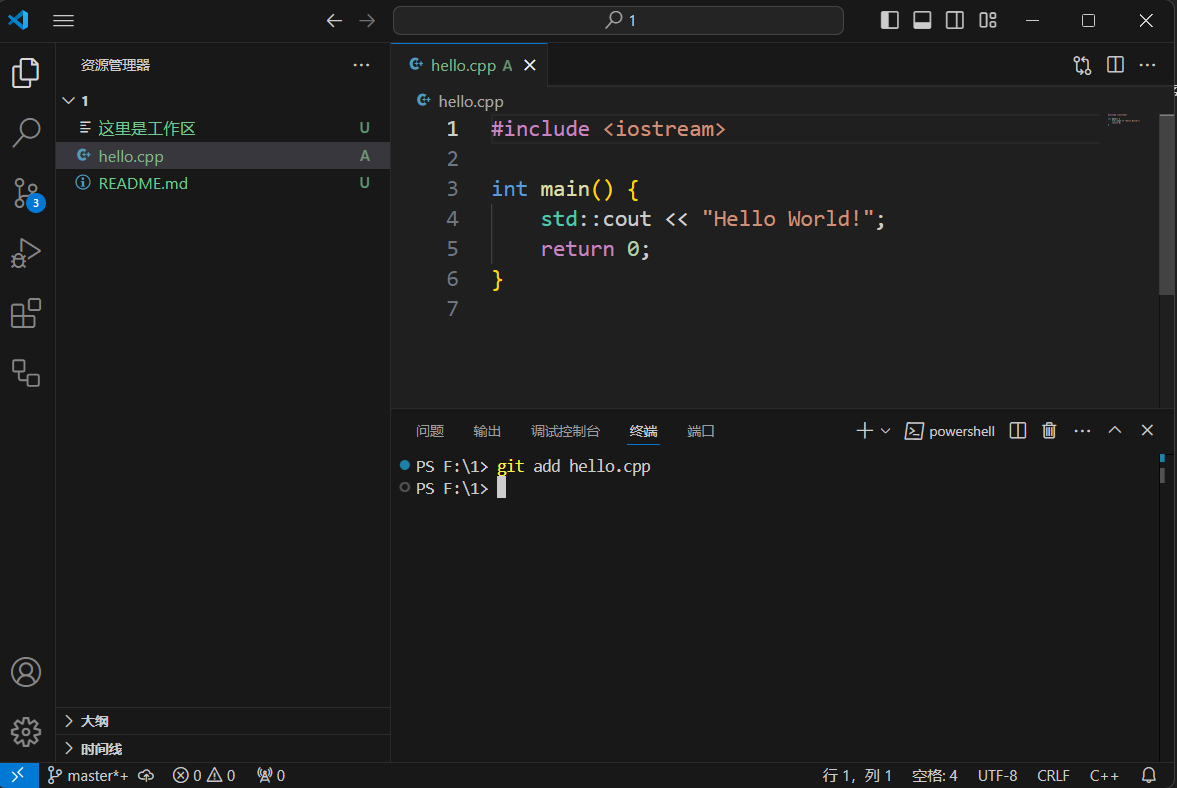 1
资源管理器
1
这里是工作区 U
hello.cpp A
README.md U
3
大纲
时间线
hello.cpp A
hello.cpp
1 #include <iostream>
2
3 int main() {
4 std::cout << "Hello World!";
5 return 0;
6 }
7
问题 输出 调试控制台 终端 端口 powershell
PS F:\1> git add hello.cpp
PS F:\1>
master*+ 0 0 0 行 1，列 1 空格: 4 UTF-8 CRLF C++